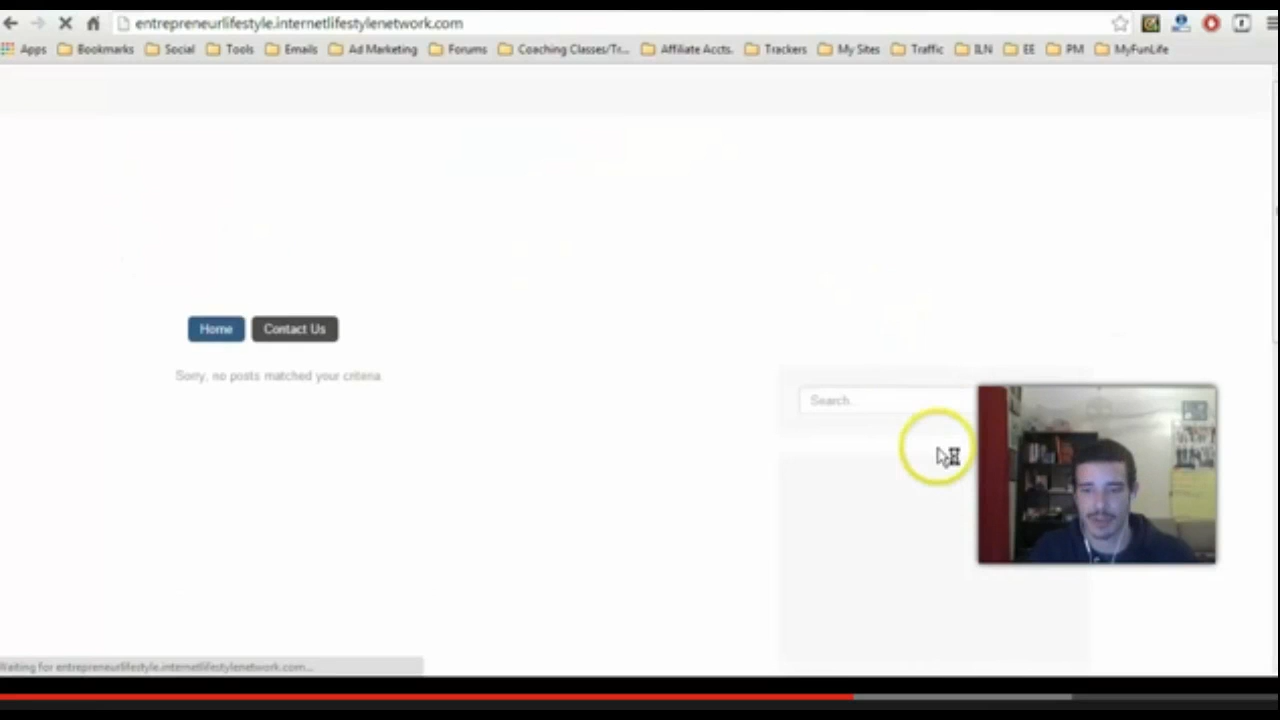 entrepreneurlifestyle.internetlifestylenetwork.com
Apps Bookmarks Social Tools Emails Ad Marketing Forums Coaching Classes/Tr... Affiliate Accts. Trackers My Sites Traffic ILN EE PM MyFunLife
Home Contact Us
Sorry, no posts matched your criteria.
Search...
Waiting for entrepreneurlifestyle.internetlifestylenetwork.com...